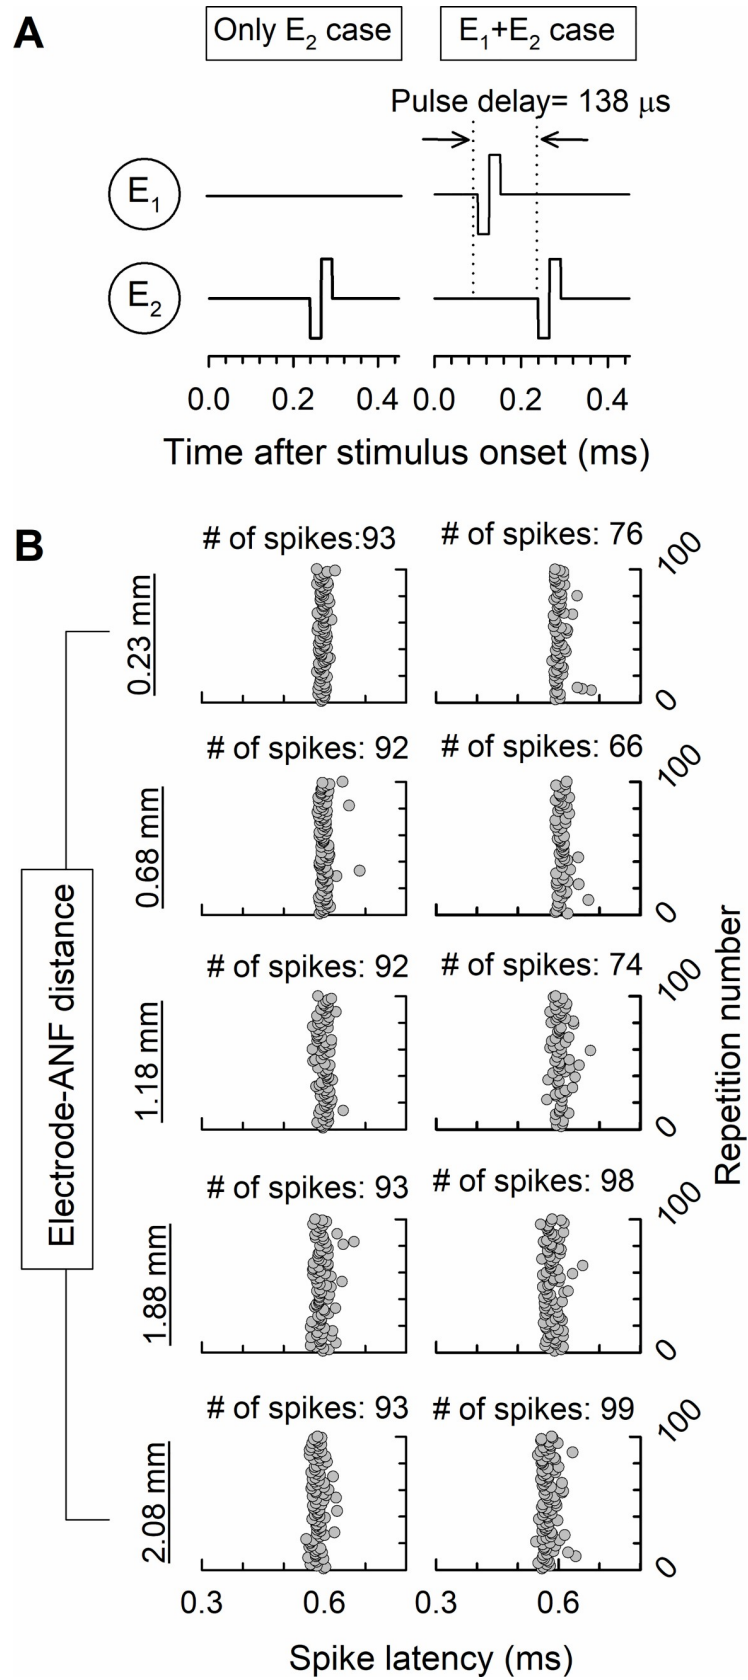 A
Only E2 case
E1+E2 case
Pulse delay= 138 μs
E1
E2
0.0 0.2 0.4 0.0 0.2 0.4
Time after stimulus onset (ms)
B
# of spikes:93
# of spikes: 76
0.23 mm
100
0
# of spikes: 92
# of spikes: 66
0.68 mm
100
0
# of spikes: 92
# of spikes: 74
1.18 mm
100
0
# of spikes: 93
# of spikes: 98
1.88 mm
100
0
# of spikes: 93
# of spikes: 99
2.08 mm
100
0
Electrode-ANF distance
Repetition number
0.3 0.6 0.3 0.6
Spike latency (ms)